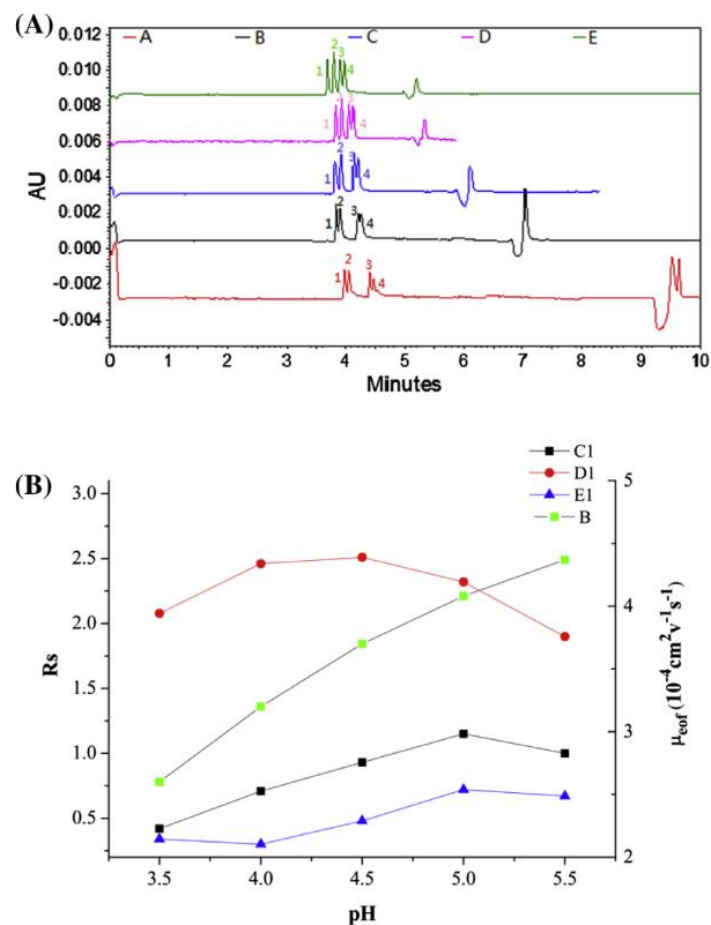 (A)
A B C D E
0.012
0.010
0.008
0.006
0.004
0.002
0.000
-0.002
-0.004
AU
1 2 3 4
1 3 4
1 2 3 4
1 2 3 4
1 2 3 4
0 1 2 3 4 5 6 7 8 9 10
Minutes
(B)
C1
D1
E1
B
3.0
2.5
2.0
1.5
1.0
0.5
Rs
5
4
3
2
μeof (10-4cm2v-1s-1)
3.5 4.0 4.5 5.0 5.5
pH